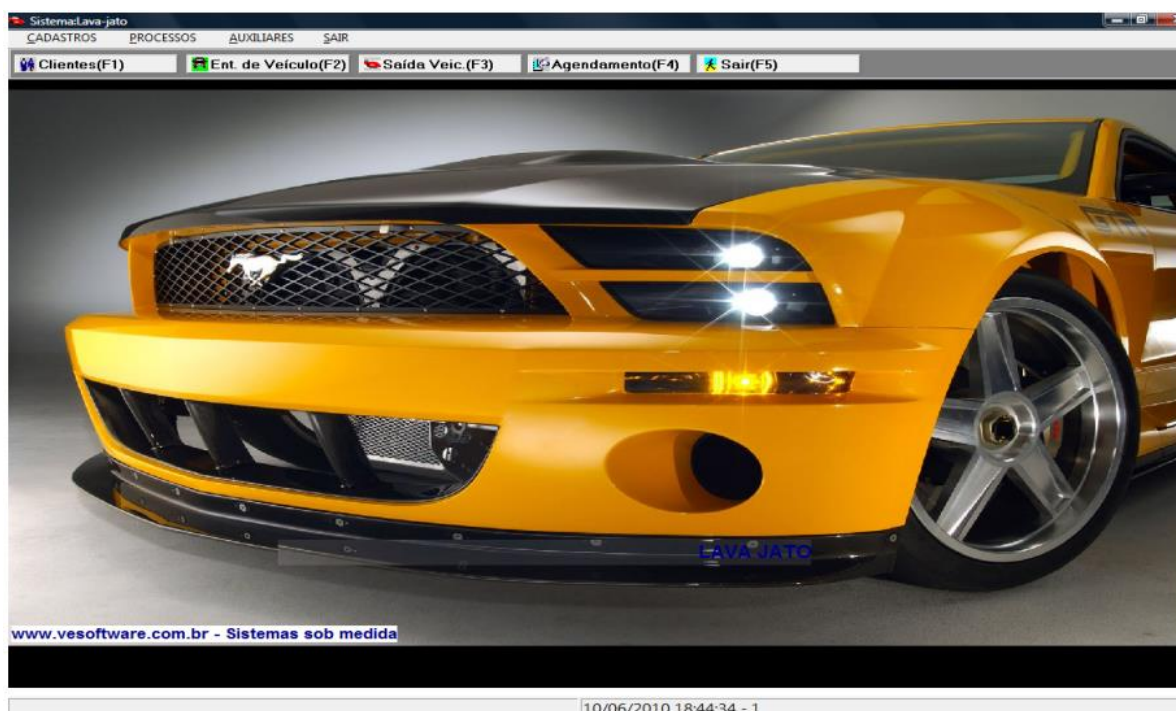 Sistema:Lava-jato
CADASTROS PROCESSOS AUXILIARES SAIR
Clientes(F1) Ent. de Veículo(F2) Saída Veic.(F3) Agendamento(F4) Sair(F5)
LAVA JATO
www.vesoftware.com.br - Sistemas sob medida
10/06/2010 18:44:34 - 1